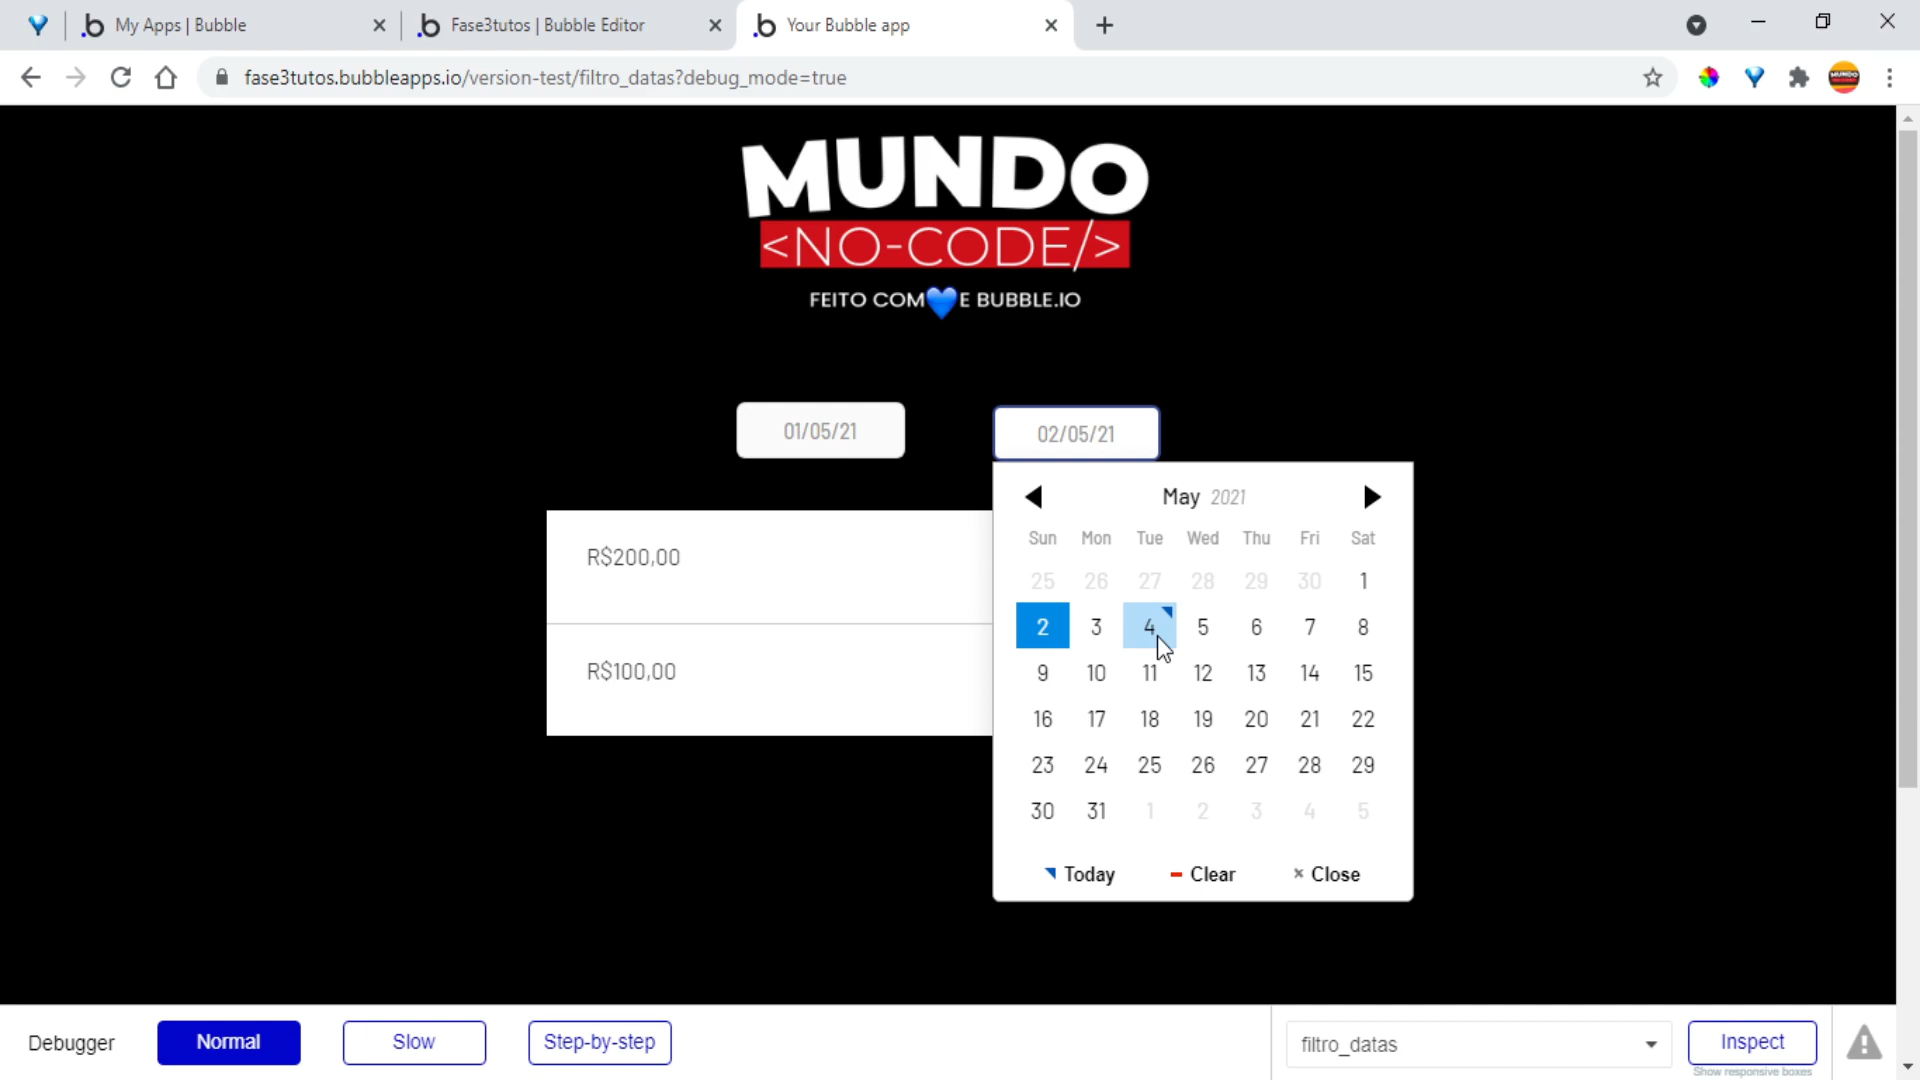 My Apps | Bubble
Fase3tutos | Bubble Editor
Your Bubble app
fase3tutos.bubbleapps.io/version-test/filtro_datas?debug_mode=true
MUNDO
<NO-CODE/>
FEITO COM💙E BUBBLE.IO
01/05/21
02/05/21
R$200,00
R$100,00
May 2021
Sun Mon Tue Wed Thu Fri Sat
25 26 27 28 29 30 1
2 3 4 5 6 7 8
9 10 11 12 13 14 15
16 17 18 19 20 21 22
23 24 25 26 27 28 29
30 31 1 2 3 4 5
Today Clear × Close
Debugger Normal Slow Step-by-step
filtro_datas
Inspect
Show responsive boxes